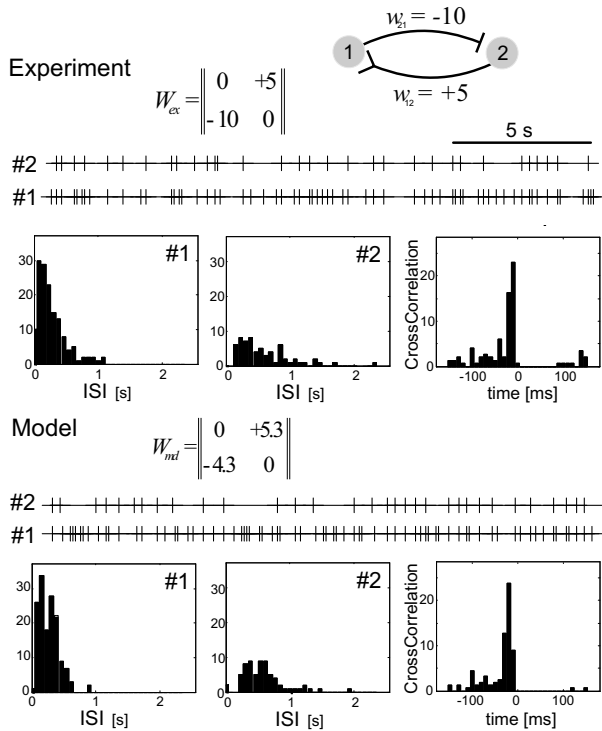 w21 = -10
1 2
w12 = +5
Experiment
Wex = 0 +5
-10 0
5 s
#2
#1
#1
30
20
10
0
0 1 2
ISI [s]
#2
30
20
10
0
0 1 2
ISI [s]
CrossCorrelation
20
10
0
-100 0 100
time [ms]
Model
Wmd = 0 +5.3
-4.3 0
#2
#1
#1
30
20
10
0
0 1 2
ISI [s]
#2
30
20
10
0
0 1 2
ISI [s]
CrossCorrelation
20
10
0
-100 0 100
time [ms]